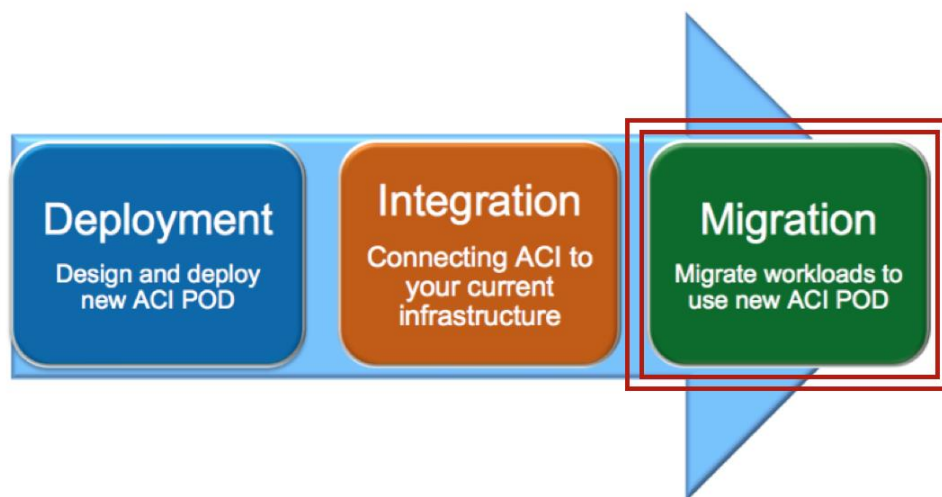 Deployment
Design and deploy
new ACI POD
Integration
Connecting ACI to
your current
infrastructure
Migration
Migrate workloads to
use new ACI POD